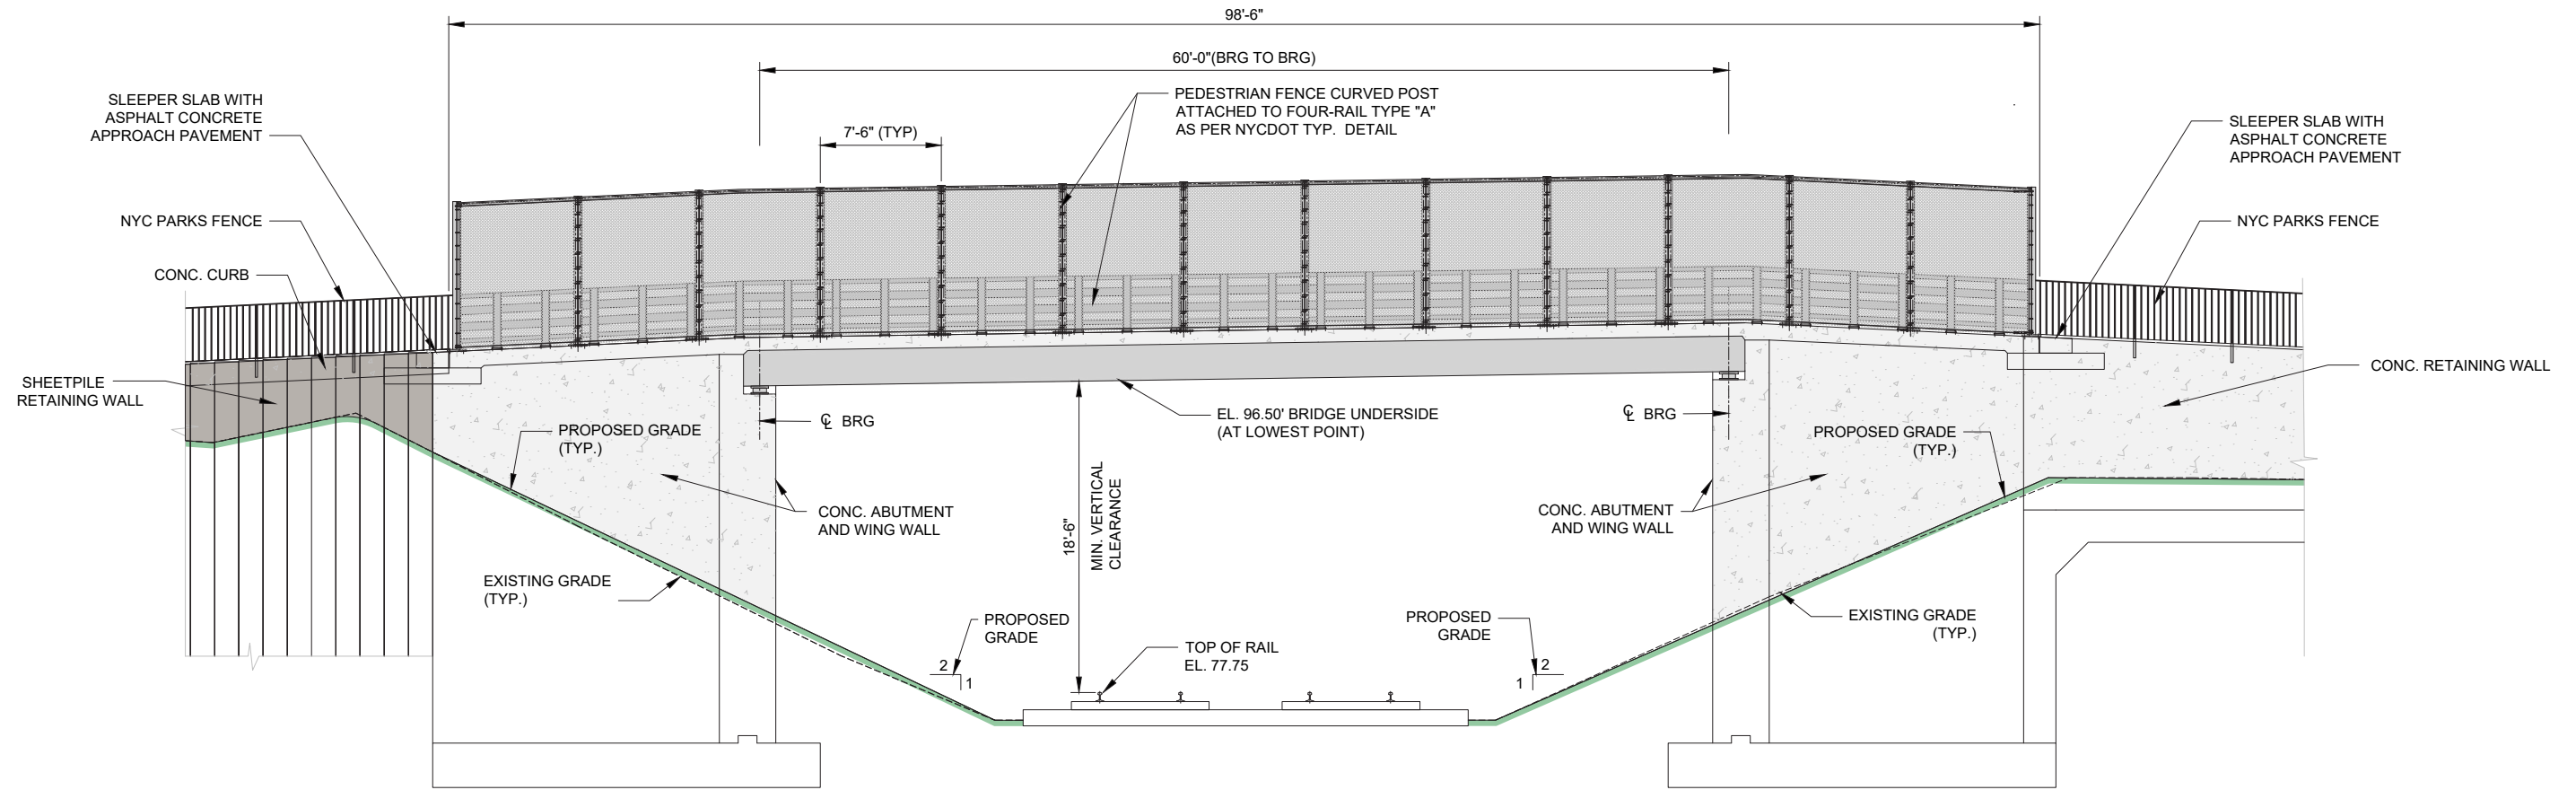 98'-6"
60'-0"(BRG TO BRG)
SLEEPER SLAB WITH
ASPHALT CONCRETE
APPROACH PAVEMENT
7'-6" (TYP)
PEDESTRIAN FENCE CURVED POST
ATTACHED TO FOUR-RAIL TYPE "A"
AS PER NYCDOT TYP. DETAIL
SLEEPER SLAB WITH
ASPHALT CONCRETE
APPROACH PAVEMENT
NYC PARKS FENCE
NYC PARKS FENCE
CONC. CURB
SHEETPILE
RETAINING WALL
CONC. RETAINING WALL
PROPOSED GRADE
(TYP.)
℄ BRG
EL. 96.50' BRIDGE UNDERSIDE
(AT LOWEST POINT)
℄ BRG
PROPOSED GRADE
(TYP.)
18'-6"
MIN. VERTICAL
CLEARANCE
CONC. ABUTMENT
AND WING WALL
CONC. ABUTMENT
AND WING WALL
EXISTING GRADE
(TYP.)
EXISTING GRADE
(TYP.)
PROPOSED
GRADE
2
1
TOP OF RAIL
EL. 77.75
PROPOSED
GRADE
2
1